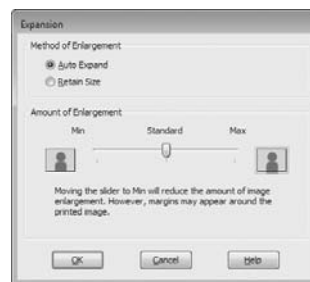 Expansion
Method of Enlargement
Auto Expand
Retain Size
Amount of Enlargement
Min Standard Max
Moving the slider to Min will reduce the amount of image
enlargement. However, margins may appear around the
printed image.
OK Cancel Help